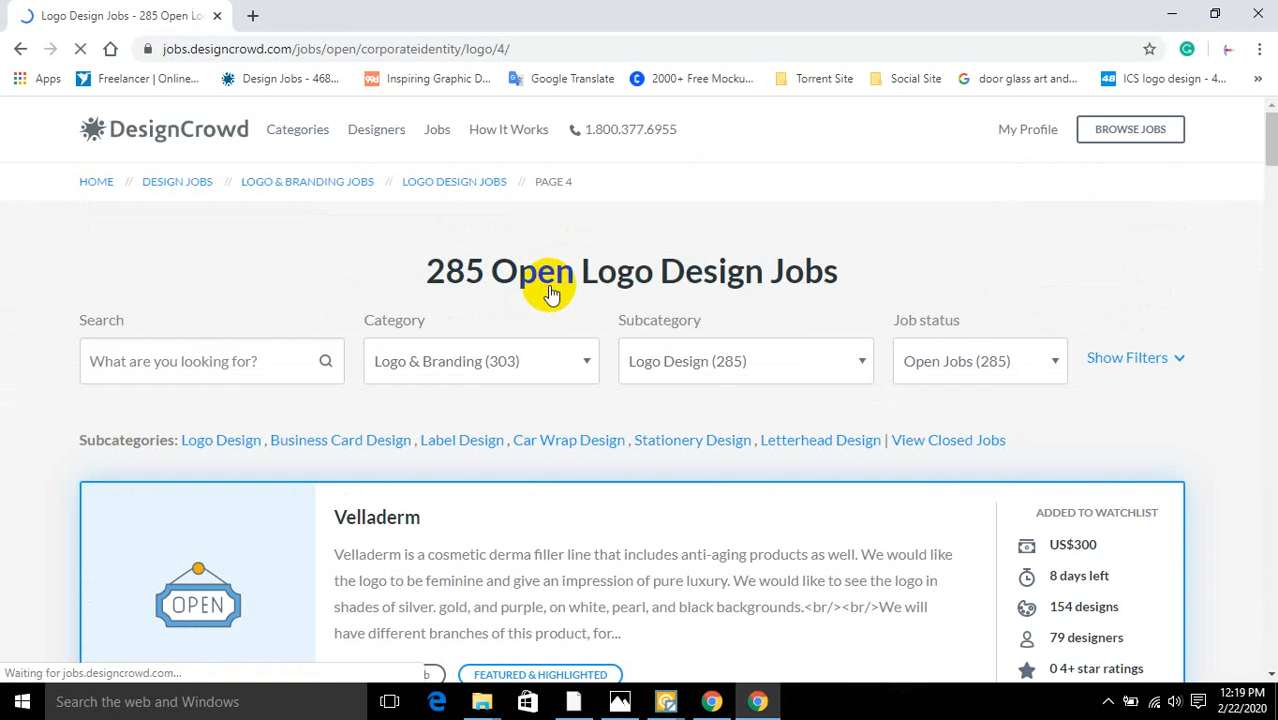 Logo Design Jobs - 285 Open Lo
jobs.designcrowd.com/jobs/open/corporateidentity/logo/4/
Apps Freelancer | Online... Design Jobs - 468... Inspiring Graphic D... Google Translate 2000+ Free Mocku... Torrent Site Social Site door glass art and... ICS logo design - 4... »
DesignCrowd Categories Designers Jobs How It Works 1.800.377.6955 My Profile BROWSE JOBS
HOME // DESIGN JOBS // LOGO & BRANDING JOBS // LOGO DESIGN JOBS // PAGE 4
285 Open Logo Design Jobs
Search Category Subcategory Job status
What are you looking for? Logo & Branding (303) Logo Design (285) Open Jobs (285) Show Filters
Subcategories: Logo Design , Business Card Design , Label Design , Car Wrap Design , Stationery Design , Letterhead Design | View Closed Jobs
OPEN
Velladerm
Velladerm is a cosmetic derma filler line that includes anti-aging products as well. We would like
the logo to be feminine and give an impression of pure luxury. We would like to see the logo in
shades of silver. gold, and purple, on white, pearl, and black backgrounds.<br/><br/>We will
have different branches of this product, for...
FEATURED & HIGHLIGHTED
ADDED TO WATCHLIST
US$300
8 days left
154 designs
79 designers
0 4+ star ratings
Waiting for jobs.designcrowd.com...
Search the web and Windows
12:19 PM
2/22/2020